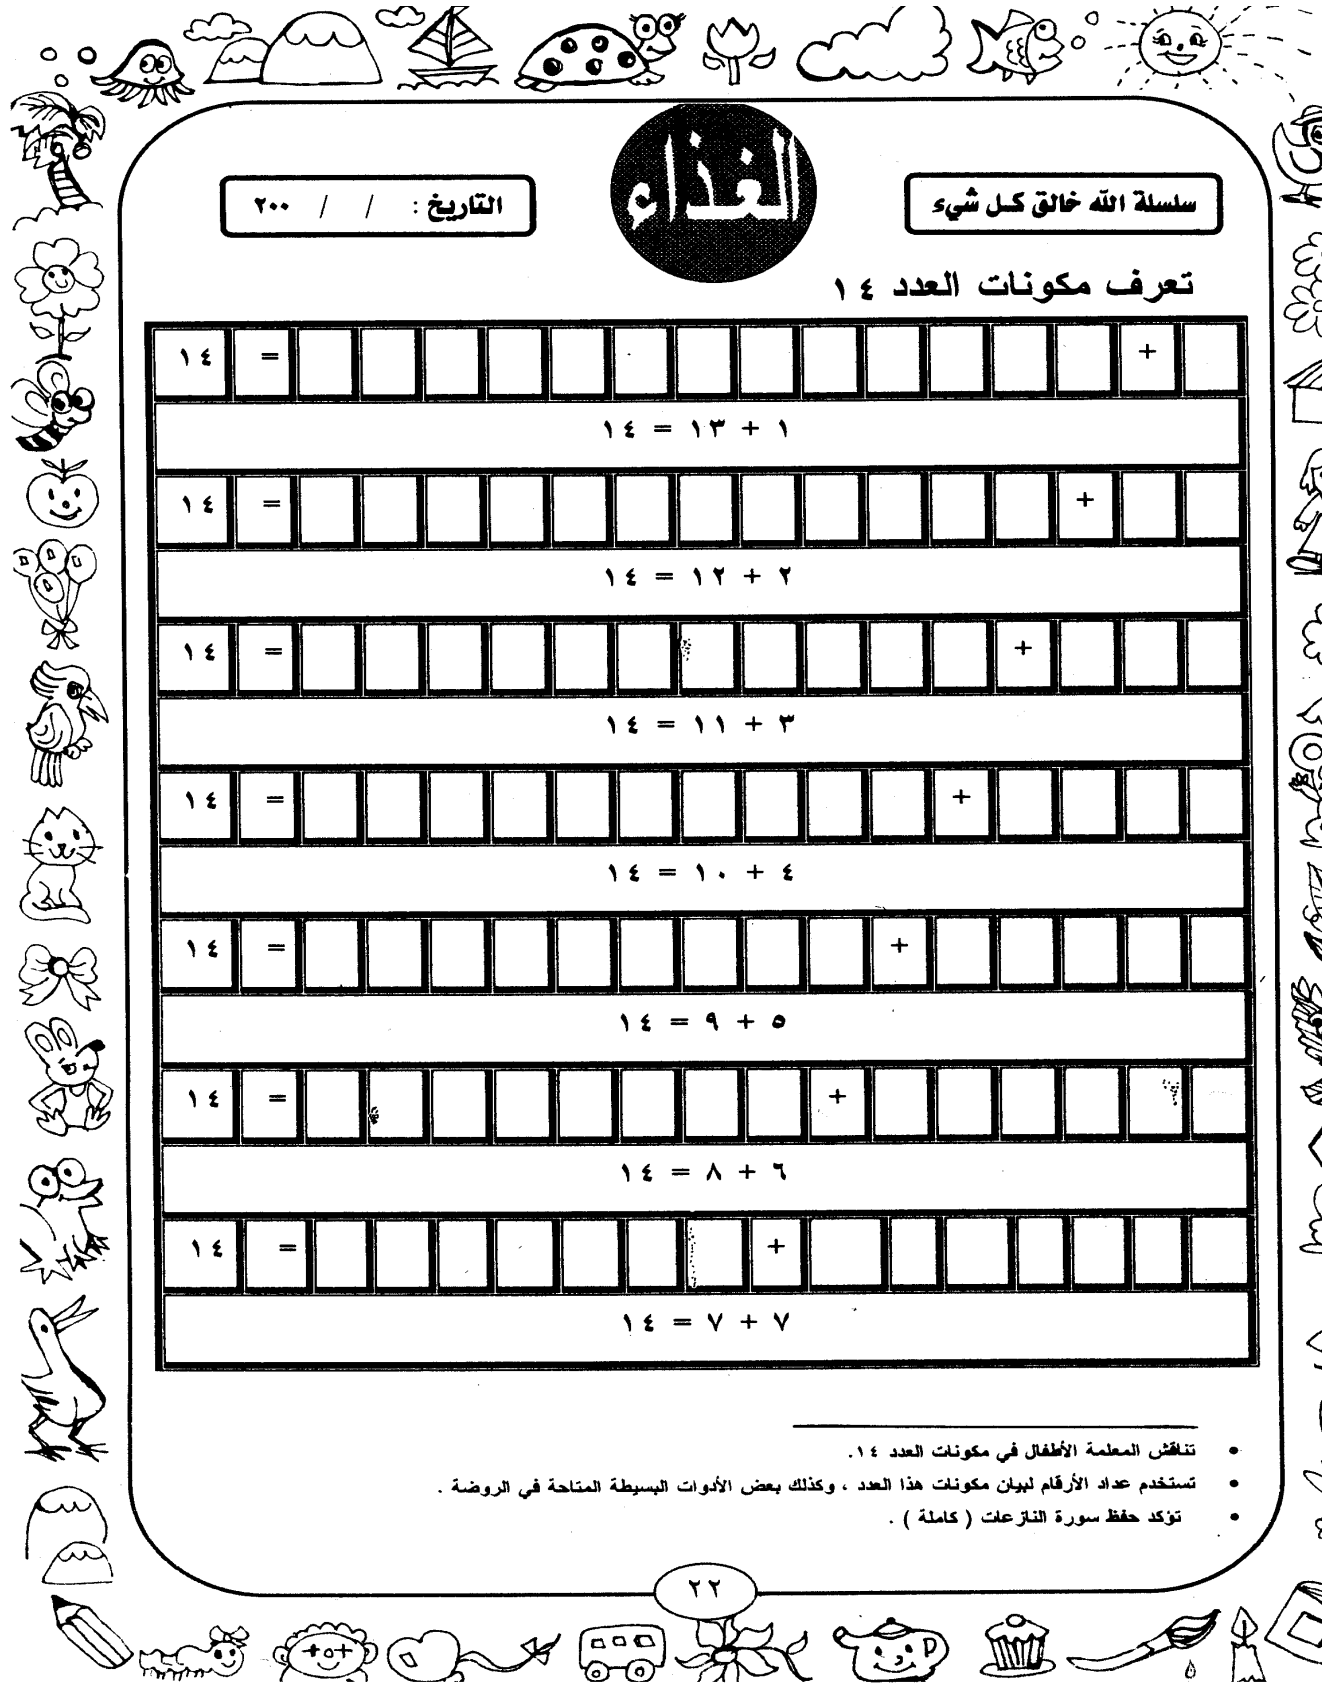 الغذاء
سلسلة الله خالق كل شيء
التاريخ : / / ٢٠٠
تعرف مكونات العدد ١٤
+ = ١٤
١ + ١٣ = ١٤
+ = ١٤
٢ + ١٢ = ١٤
+ = ١٤
٣ + ١١ = ١٤
+ = ١٤
٤ + ١٠ = ١٤
+ = ١٤
٥ + ٩ = ١٤
+ = ١٤
٦ + ٨ = ١٤
+ = ١٤
٧ + ٧ = ١٤
• تناقش المعلمة الأطفال في مكونات العدد ١٤.
• تستخدم عداد الأرقام لبيان مكونات هذا العدد ، وكذلك بعض الأدوات البسيطة المتاحة في الروضة .
• تؤكد حفظ سورة النازعات ( كاملة ) .
٢٢